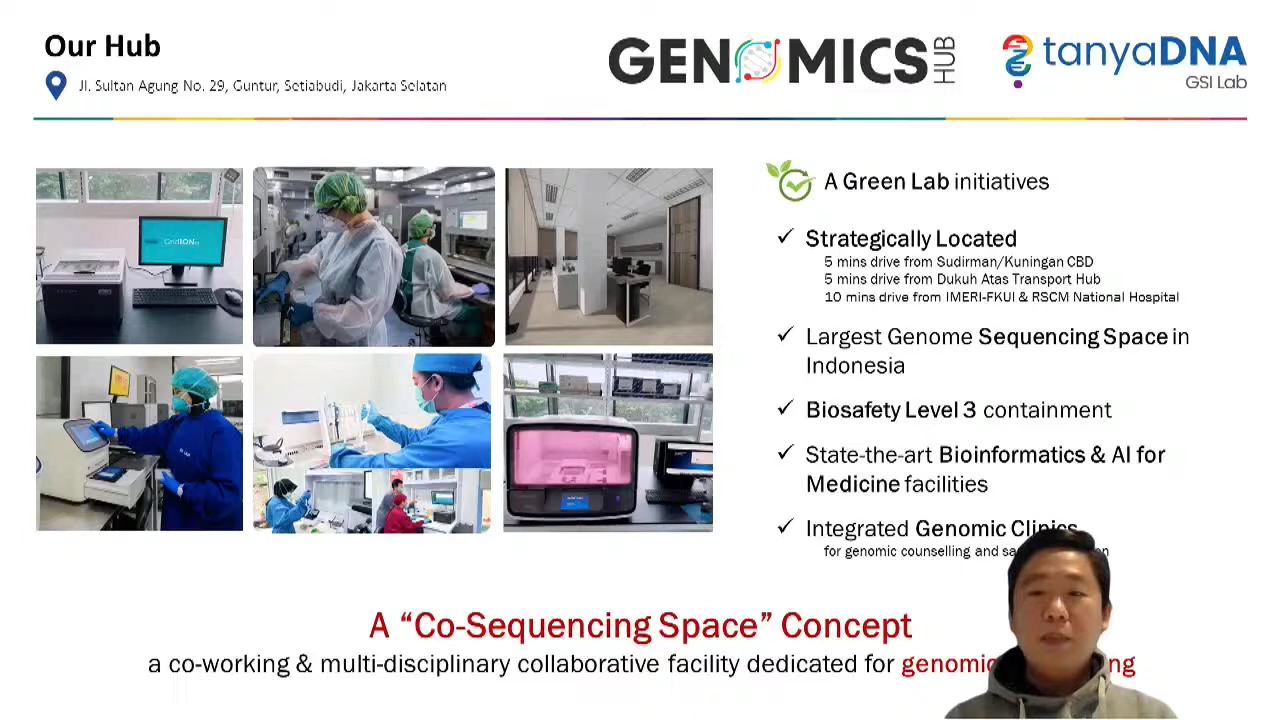 Our Hub
Jl. Sultan Agung No. 29, Guntur, Setiabudi, Jakarta Selatan
GENOMICS HUB
tanyaDNA
GSI Lab
GridION
A Green Lab initiatives
✓ Strategically Located
5 mins drive from Sudirman/Kuningan CBD
5 mins drive from Dukuh Atas Transport Hub
10 mins drive from IMERI-FKUI & RSCM National Hospital
✓ Largest Genome Sequencing Space in
Indonesia
✓ Biosafety Level 3 containment
✓ State-the-art Bioinformatics & AI for
Medicine facilities
✓ Integrated Genomic Clinics
for genomic counselling and
A “Co-Sequencing Space” Concept
a co-working & multi-disciplinary collaborative facility dedicated for